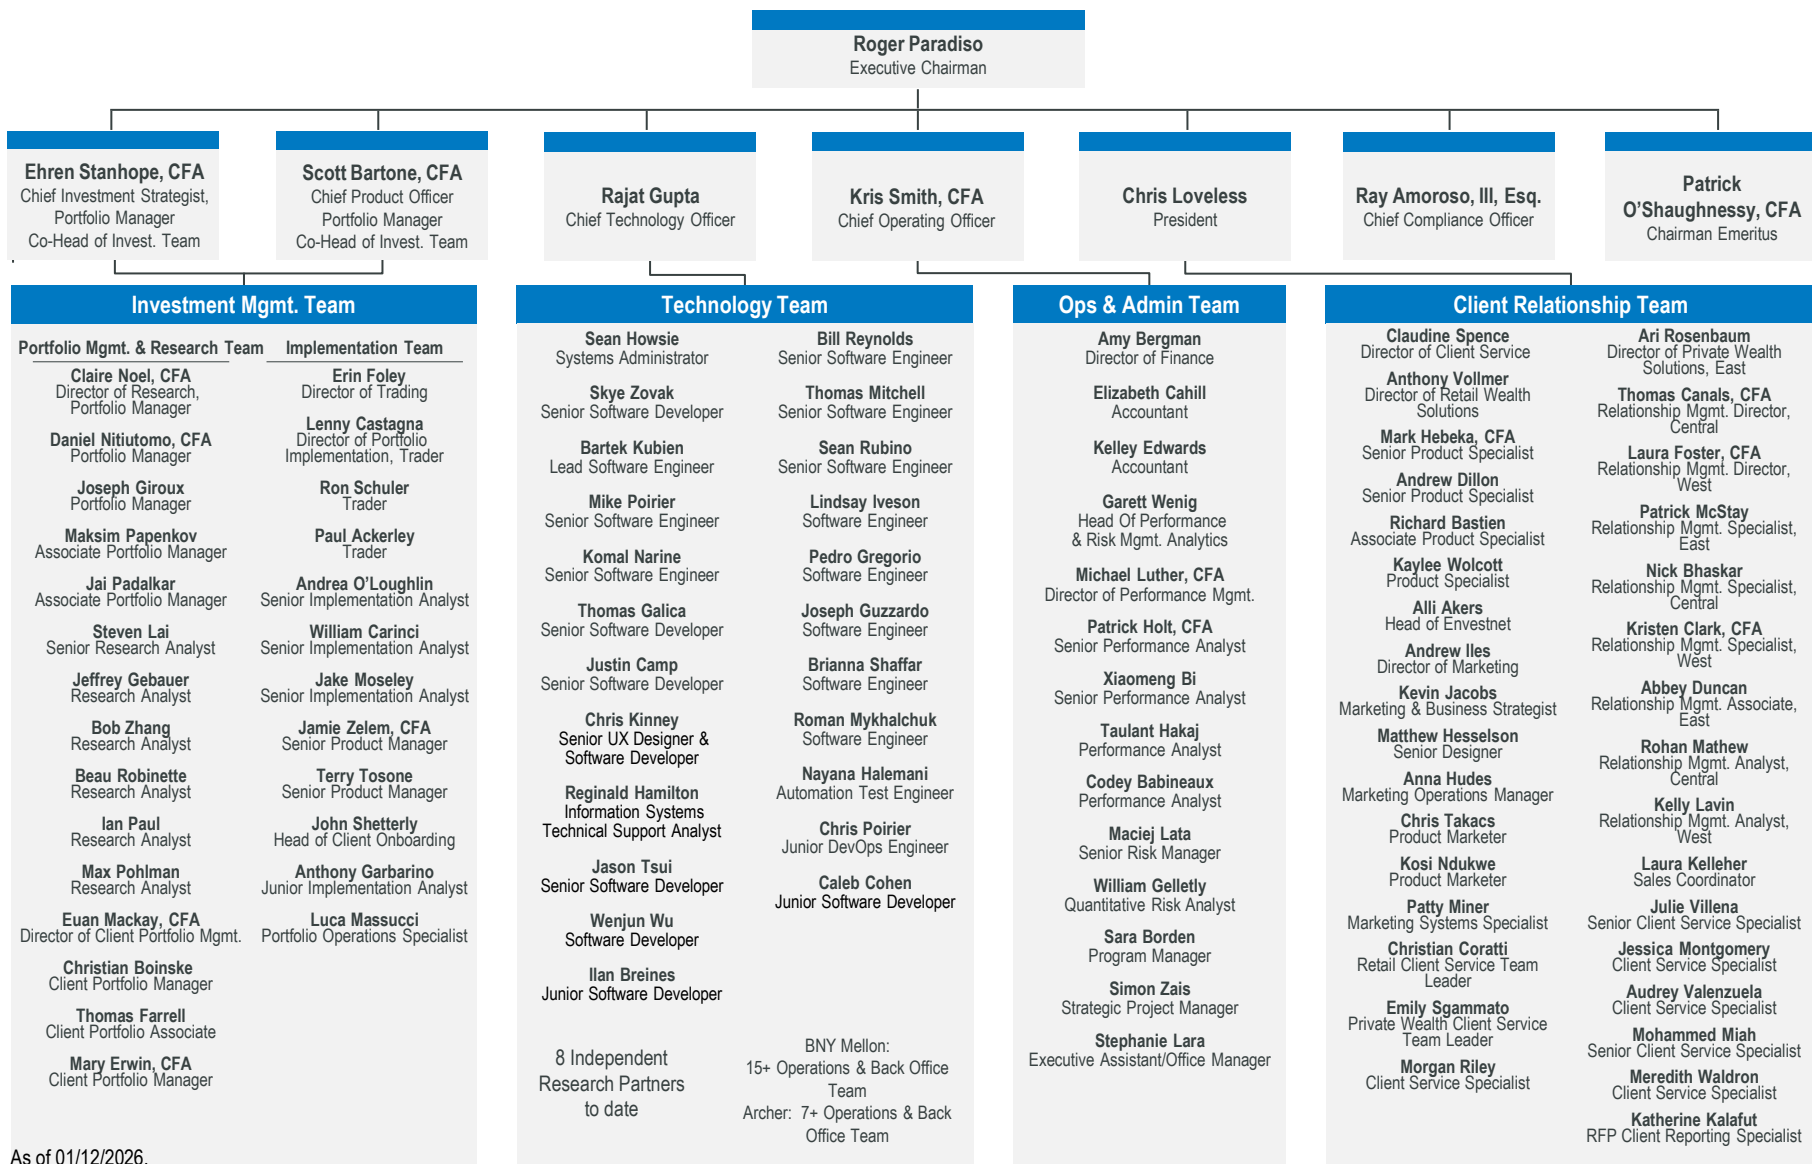 Roger Paradiso
Executive Chairman
Ehren Stanhope, CFA
Chief Investment Strategist,
Portfolio Manager
Co-Head of Invest. Team
Scott Bartone, CFA
Chief Product Officer
Portfolio Manager
Co-Head of Invest. Team
Rajat Gupta
Chief Technology Officer
Kris Smith, CFA
Chief Operating Officer
Chris Loveless
President
Ray Amoroso, III, Esq.
Chief Compliance Officer
Patrick
O’Shaughnessy, CFA
Chairman Emeritus
Investment Mgmt. Team
Portfolio Mgmt. & Research Team
Claire Noel, CFA
Director of Research,
Portfolio Manager
Daniel Nitiutomo, CFA
Portfolio Manager
Joseph Giroux
Portfolio Manager
Maksim Papenkov
Associate Portfolio Manager
Jai Padalkar
Associate Portfolio Manager
Steven Lai
Senior Research Analyst
Jeffrey Gebauer
Research Analyst
Bob Zhang
Research Analyst
Beau Robinette
Research Analyst
Ian Paul
Research Analyst
Max Pohlman
Research Analyst
Euan Mackay, CFA
Director of Client Portfolio Mgmt.
Christian Boinske
Client Portfolio Manager
Thomas Farrell
Client Portfolio Associate
Mary Erwin, CFA
Client Portfolio Manager
Implementation Team
Erin Foley
Director of Trading
Lenny Castagna
Director of Portfolio
Implementation, Trader
Ron Schuler
Trader
Paul Ackerley
Trader
Andrea O’Loughlin
Senior Implementation Analyst
William Carinci
Senior Implementation Analyst
Jake Moseley
Senior Implementation Analyst
Jamie Zelem, CFA
Senior Product Manager
Terry Tosone
Senior Product Manager
John Shetterly
Head of Client Onboarding
Anthony Garbarino
Junior Implementation Analyst
Luca Massucci
Portfolio Operations Specialist
Technology Team
Sean Howsie
Systems Administrator
Skye Zovak
Senior Software Developer
Bartek Kubien
Lead Software Engineer
Mike Poirier
Senior Software Engineer
Komal Narine
Senior Software Engineer
Thomas Galica
Senior Software Developer
Justin Camp
Senior Software Developer
Chris Kinney
Senior UX Designer &
Software Developer
Reginald Hamilton
Information Systems
Technical Support Analyst
Jason Tsui
Senior Software Developer
Wenjun Wu
Software Developer
Ilan Breines
Junior Software Developer
Bill Reynolds
Senior Software Engineer
Thomas Mitchell
Senior Software Engineer
Sean Rubino
Senior Software Engineer
Lindsay Iveson
Software Engineer
Pedro Gregorio
Software Engineer
Joseph Guzzardo
Software Engineer
Brianna Shaffar
Software Engineer
Roman Mykhalchuk
Software Engineer
Nayana Halemani
Automation Test Engineer
Chris Poirier
Junior DevOps Engineer
Caleb Cohen
Junior Software Developer
8 Independent
Research Partners
to date
BNY Mellon:
15+ Operations & Back Office
Team
Archer: 7+ Operations & Back
Office Team
Ops & Admin Team
Amy Bergman
Director of Finance
Elizabeth Cahill
Accountant
Kelley Edwards
Accountant
Garett Wenig
Head Of Performance
& Risk Mgmt. Analytics
Michael Luther, CFA
Director of Performance Mgmt.
Patrick Holt, CFA
Senior Performance Analyst
Xiaomeng Bi
Senior Performance Analyst
Taulant Hakaj
Performance Analyst
Codey Babineaux
Performance Analyst
Maciej Lata
Senior Risk Manager
William Gelletly
Quantitative Risk Analyst
Sara Borden
Program Manager
Simon Zais
Strategic Project Manager
Stephanie Lara
Executive Assistant/Office Manager
Client Relationship Team
Claudine Spence
Director of Client Service
Anthony Vollmer
Director of Retail Wealth
Solutions
Mark Hebeka, CFA
Senior Product Specialist
Andrew Dillon
Senior Product Specialist
Richard Bastien
Associate Product Specialist
Kaylee Wolcott
Product Specialist
Alli Akers
Head of Envestnet
Andrew Iles
Director of Marketing
Kevin Jacobs
Marketing & Business Strategist
Matthew Hesselson
Senior Designer
Anna Hudes
Marketing Operations Manager
Chris Takacs
Product Marketer
Kosi Ndukwe
Product Marketer
Patty Miner
Marketing Systems Specialist
Christian Coratti
Retail Client Service Team
Leader
Emily Sgammato
Private Wealth Client Service
Team Leader
Morgan Riley
Client Service Specialist
Ari Rosenbaum
Director of Private Wealth
Solutions, East
Thomas Canals, CFA
Relationship Mgmt. Director,
Central
Laura Foster, CFA
Relationship Mgmt. Director,
West
Patrick McStay
Relationship Mgmt. Specialist,
East
Nick Bhaskar
Relationship Mgmt. Specialist,
Central
Kristen Clark, CFA
Relationship Mgmt. Specialist,
West
Abbey Duncan
Relationship Mgmt. Associate,
East
Rohan Mathew
Relationship Mgmt. Analyst,
Central
Kelly Lavin
Relationship Mgmt. Analyst,
West
Laura Kelleher
Sales Coordinator
Julie Villena
Senior Client Service Specialist
Jessica Montgomery
Client Service Specialist
Audrey Valenzuela
Client Service Specialist
Mohammed Miah
Senior Client Service Specialist
Meredith Waldron
Client Service Specialist
Katherine Kalafut
RFP Client Reporting Specialist
As of 01/12/2026.